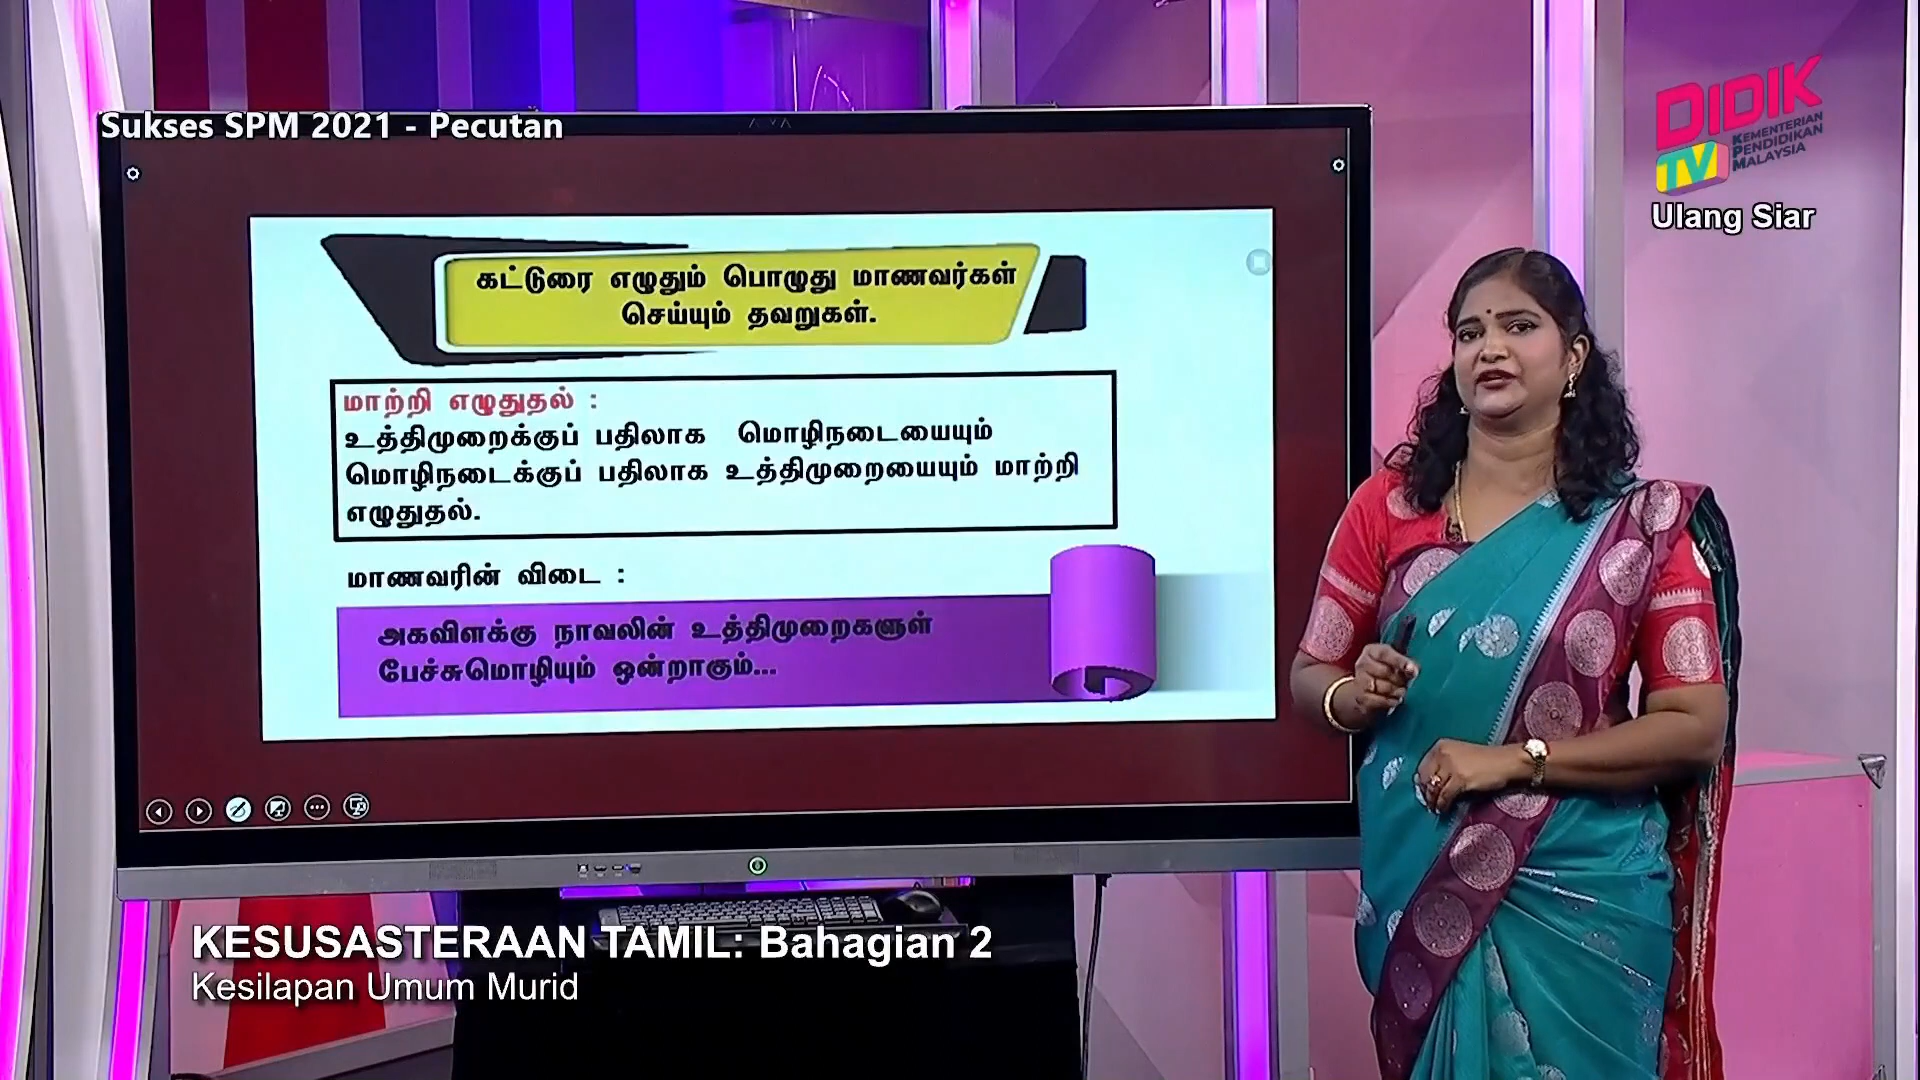 Sukses SPM 2021 - Pecutan
DIDIK
TV
KEMENTERIAN
PENDIDIKAN
MALAYSIA
Ulang Siar
கட்டுரை எழுதும் பொழுது மாணவர்கள்
செய்யும் தவறுகள்.
மாற்றி எழுதுதல் :
உத்திமுறைக்குப் பதிலாக மொழிநடையையும்
மொழிநடைக்குப் பதிலாக உத்திமுறையையும் மாற்றி
எழுதுதல்.
மாணவரின் விடை :
அகவிளக்கு நாவலின் உத்திமுறைகளுள்
பேச்சுமொழியும் ஒன்றாகும்...
KESUSASTERAAN TAMIL: Bahagian 2
Kesilapan Umum Murid